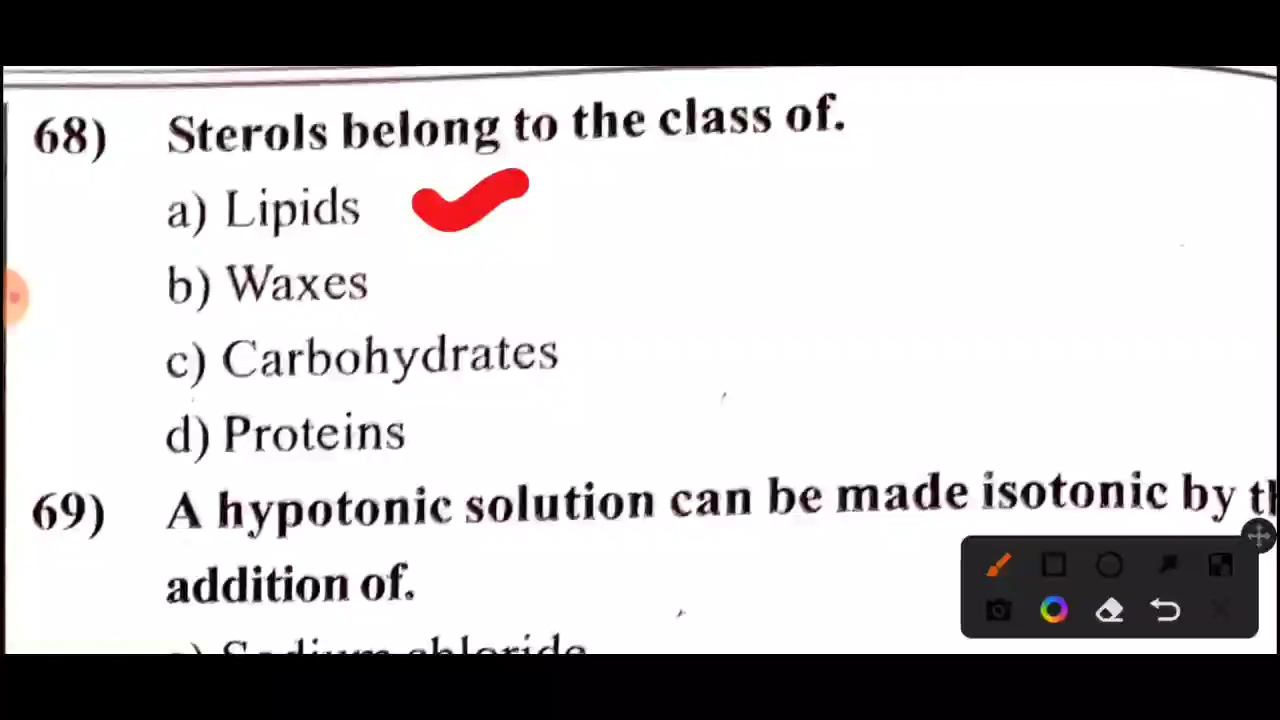 68) Sterols belong to the class of.
a) Lipids
b) Waxes
c) Carbohydrates
d) Proteins
69) A hypotonic solution can be made isotonic by
addition of.
chloride